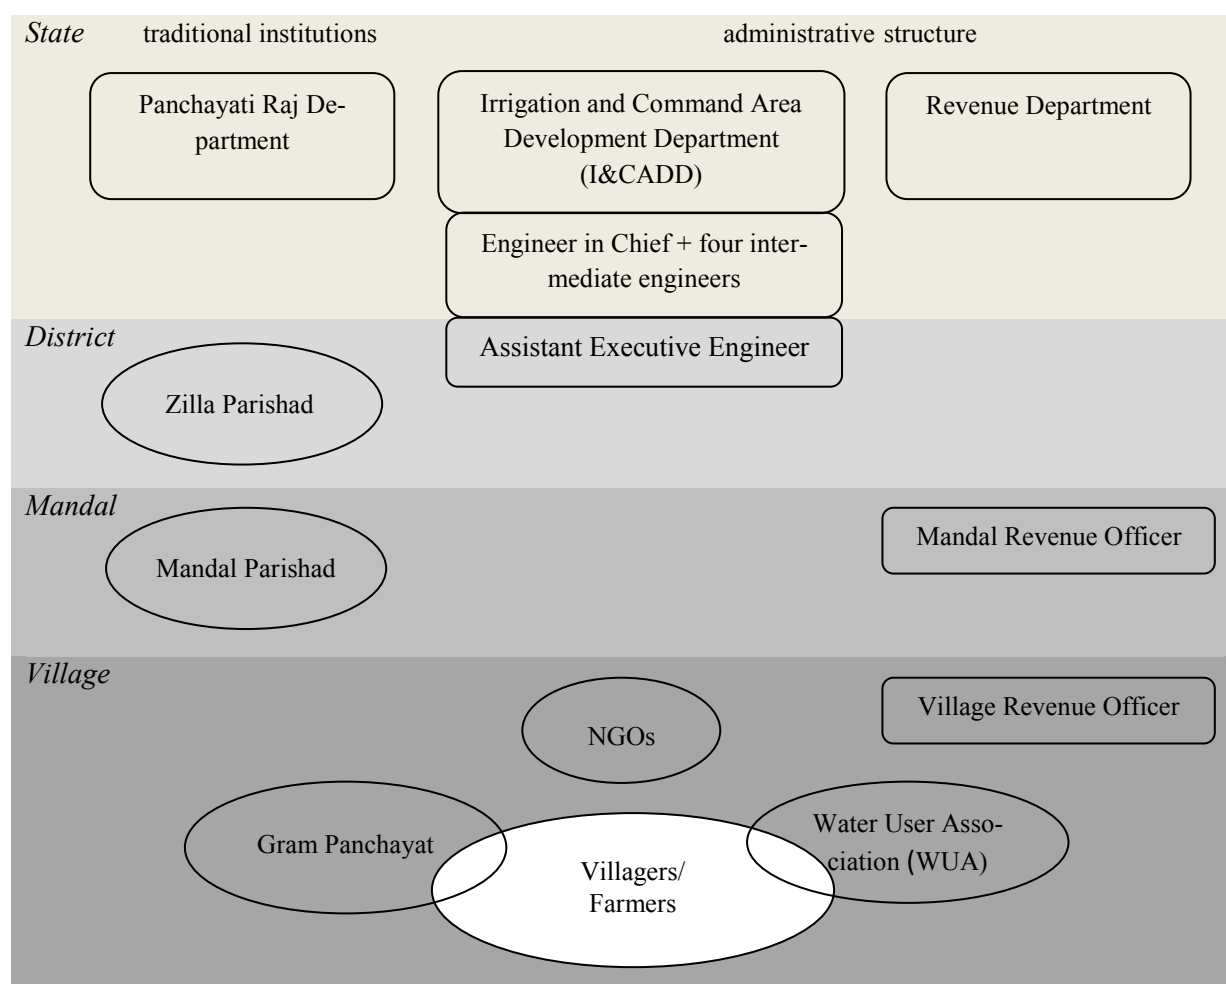 State
traditional institutions
administrative structure
Panchayati Raj De-
partment
Irrigation and Command Area
Development Department
(I&CADD)
Revenue Department
Engineer in Chief + four inter-
mediate engineers
District
Assistant Executive Engineer
Zilla Parishad
Mandal
Mandal Revenue Officer
Mandal Parishad
Village
Village Revenue Officer
NGOs
Gram Panchayat
Water User Asso-
ciation (WUA)
Villagers/
Farmers